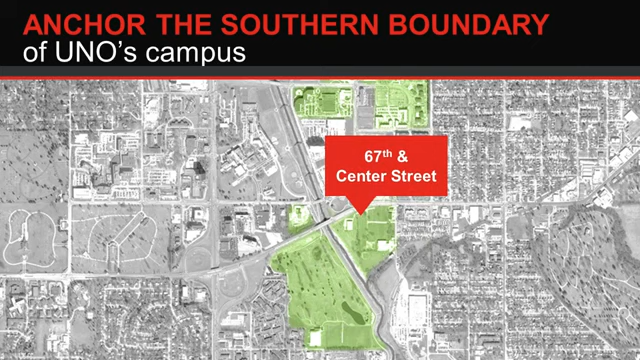 ANCHOR THE SOUTHERN BOUNDARY
of UNO’s campus
67th &
Center Street